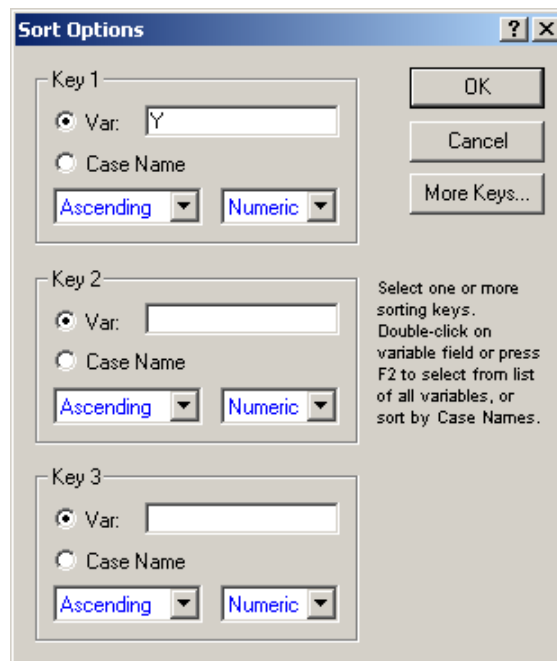 Sort Options
Key 1
Var: Y
Case Name
Ascending Numeric
OK
Cancel
More Keys...
Key 2
Var:
Case Name
Ascending Numeric
Select one or more
sorting keys.
Double-click on
variable field or press
F2 to select from list
of all variables, or
sort by Case Names.
Key 3
Var:
Case Name
Ascending Numeric